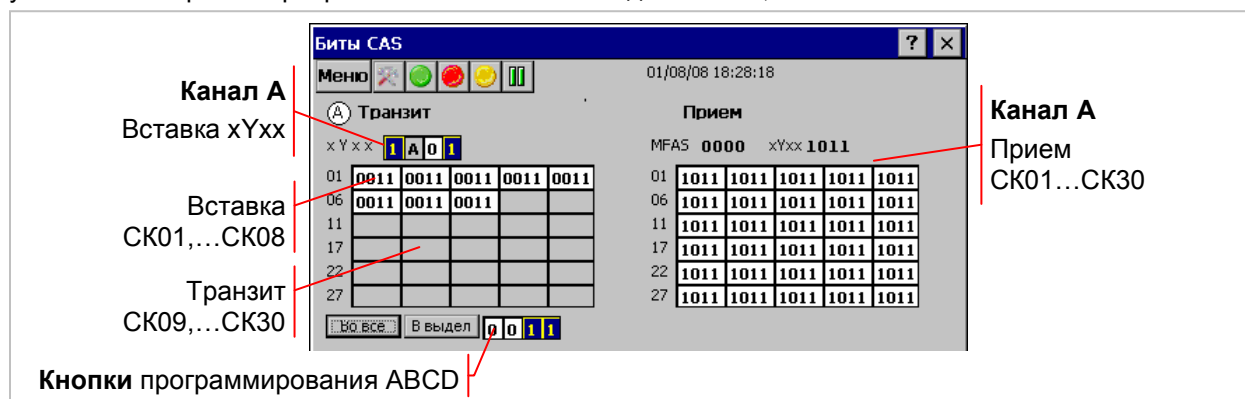 Биты CAS ? ×
Меню 01/08/08 18:28:18
Канал А
Вставка xYxx
А Транзит
x Y x x 1 A 0 1
01 0011 0011 0011 0011 0011
06 0011 0011 0011
11
17
22
27
Во все В выдел 0 0 1 1
Прием
MFAS 0000 xYxx 1011
01 1011 1011 1011 1011 1011
06 1011 1011 1011 1011 1011
11 1011 1011 1011 1011 1011
17 1011 1011 1011 1011 1011
22 1011 1011 1011 1011 1011
27 1011 1011 1011 1011 1011
Вставка
СК01,…СК08
Транзит
СК09,…СК30
Кнопки программирования ABCD
Канал А
Прием
СК01…СК30